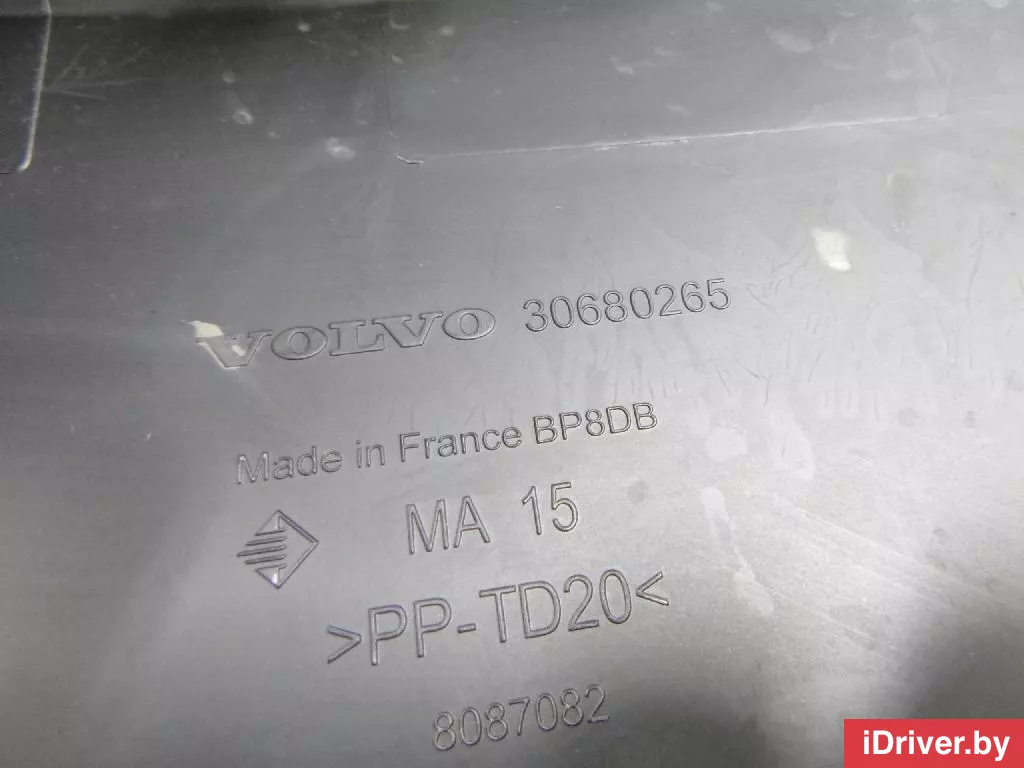 VOLVO 30680265
Made in France BP8DB
MA 15
>PP-TD20<
8087082
iDriver.by